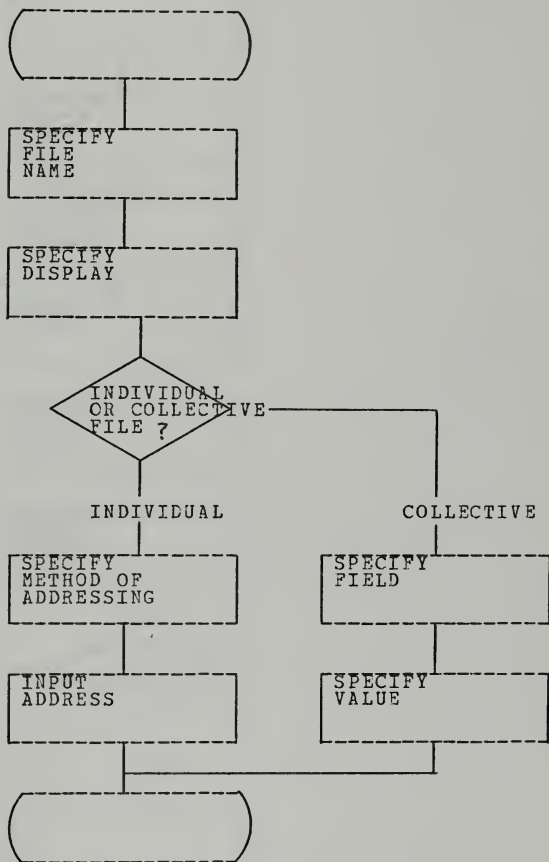 SPECIFY
FILE
NAME
SPECIFY
DISPLAY
INDIVIDUAL
OR COLLECTIVE
FILE ?
INDIVIDUAL
COLLECTIVE
SPECIFY
METHOD OF
ADDRESSING
SPECIFY
FIELD
INPUT
ADDRESS
SPECIFY
VALUE